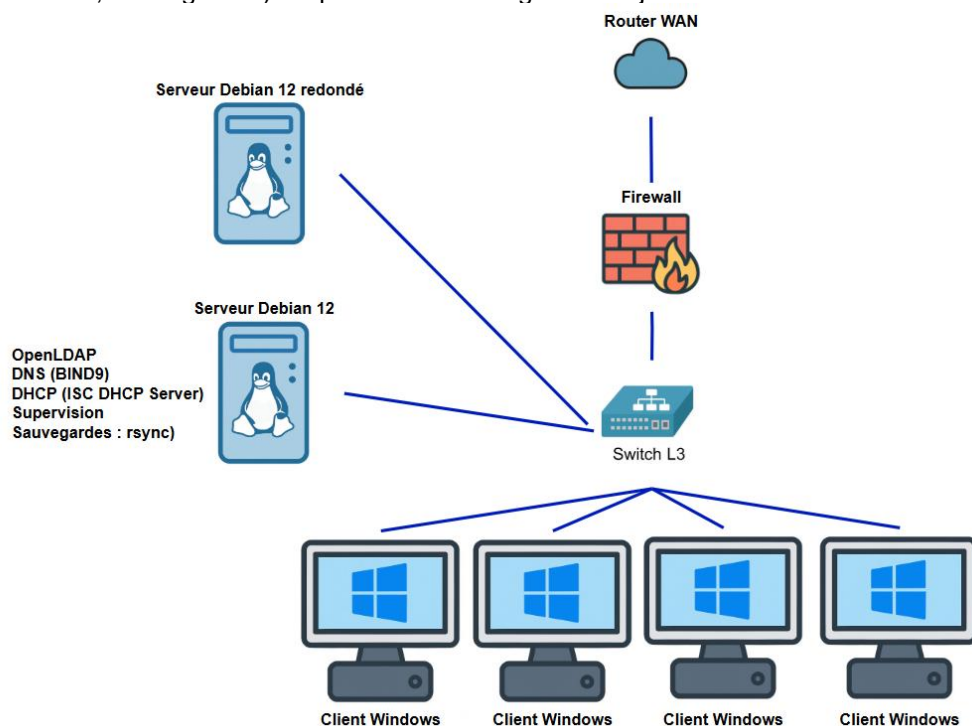 Router WAN
Serveur Debian 12 redondé
Firewall
Serveur Debian 12
OpenLDAP
DNS (BIND9)
DHCP (ISC DHCP Server)
Supervision
Sauvegardes : rsync)
Switch L3
Client Windows
Client Windows
Client Windows
Client Windows